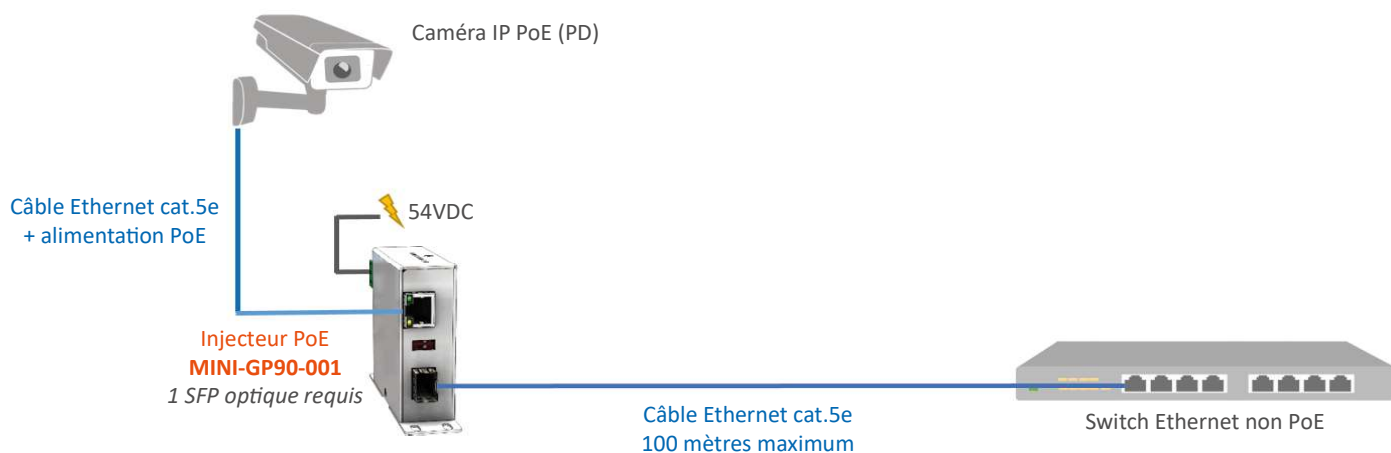 Caméra IP PoE (PD)
Câble Ethernet cat.5e
+ alimentation PoE
54VDC
Injecteur PoE
MINI-GP90-001
1 SFP optique requis
Câble Ethernet cat.5e
100 mètres maximum
Switch Ethernet non PoE